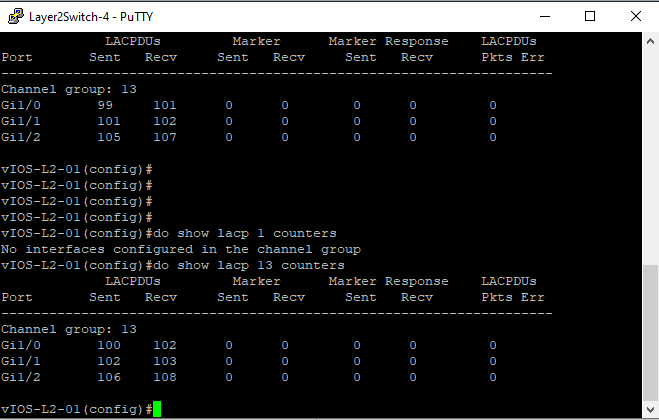 Layer2Switch-4 - PuTTY
LACPDUs Marker Marker Response LACPDUs
Port Sent Recv Sent Recv Sent Recv Pkts Err
---------------------------------------------------------------------
Channel group: 13
Gi1/0 99 101 0 0 0 0 0
Gi1/1 101 102 0 0 0 0 0
Gi1/2 105 107 0 0 0 0 0
vIOS-L2-01(config)#
vIOS-L2-01(config)#
vIOS-L2-01(config)#
vIOS-L2-01(config)#
vIOS-L2-01(config)#do show lacp 1 counters
No interfaces configured in the channel group
vIOS-L2-01(config)#do show lacp 13 counters
LACPDUs Marker Marker Response LACPDUs
Port Sent Recv Sent Recv Sent Recv Pkts Err
---------------------------------------------------------------------
Channel group: 13
Gi1/0 100 102 0 0 0 0 0
Gi1/1 102 103 0 0 0 0 0
Gi1/2 106 108 0 0 0 0 0
vIOS-L2-01(config)#